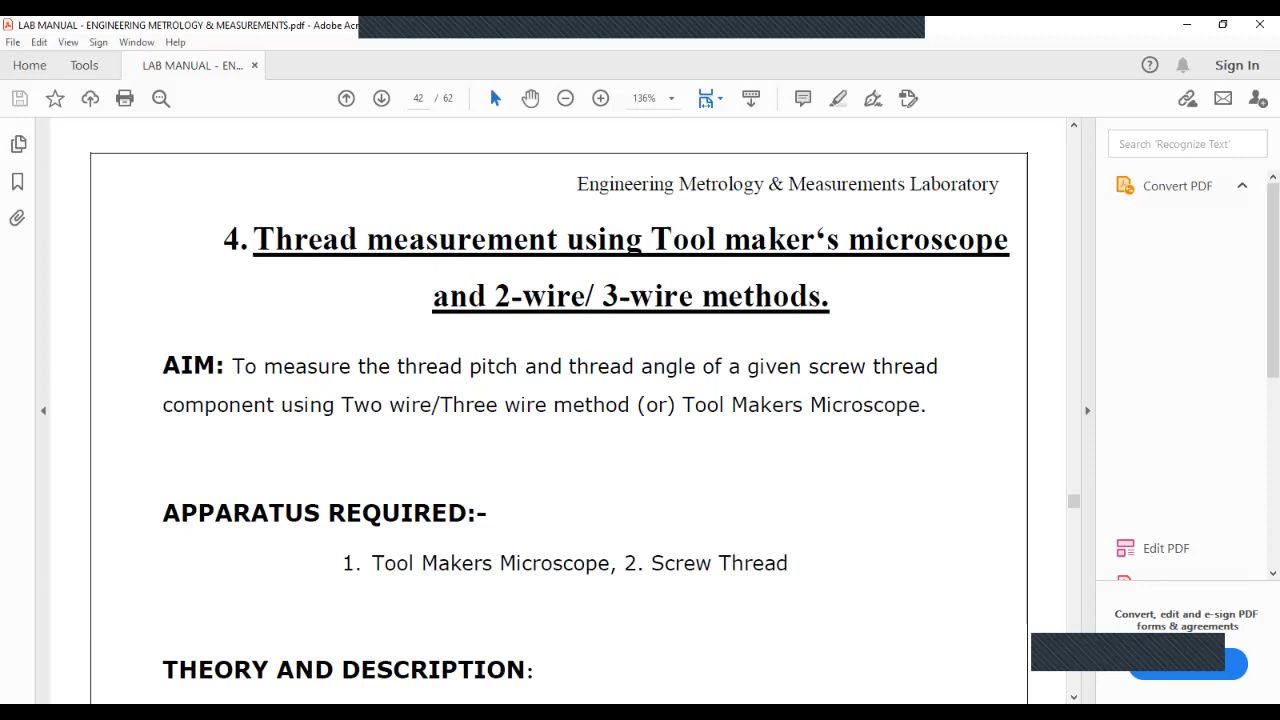 LAB MANUAL - ENGINEERING METROLOGY & MEASUREMENTS.pdf - Adobe Acr
File Edit View Sign Window Help
Home Tools LAB MANUAL - EN... × Sign In
42 / 62 136%
Search 'Recognize Text'
Convert PDF
Engineering Metrology & Measurements Laboratory
4. Thread measurement using Tool maker‘s microscope
and 2-wire/ 3-wire methods.
AIM: To measure the thread pitch and thread angle of a given screw thread
component using Two wire/Three wire method (or) Tool Makers Microscope.
APPARATUS REQUIRED:-
1. Tool Makers Microscope, 2. Screw Thread
THEORY AND DESCRIPTION:
Edit PDF
Convert, edit and e-sign PDF
forms & agreements